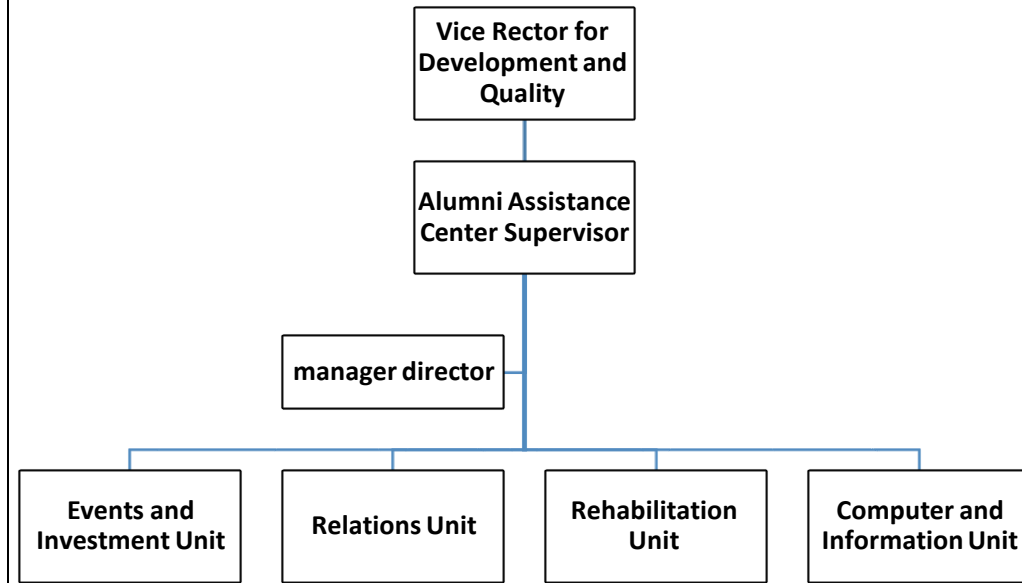 Vice Rector for
Development and
Quality
Alumni Assistance
Center Supervisor
manager director
Events and
Investment Unit
Relations Unit
Rehabilitation
Unit
Computer and
Information Unit